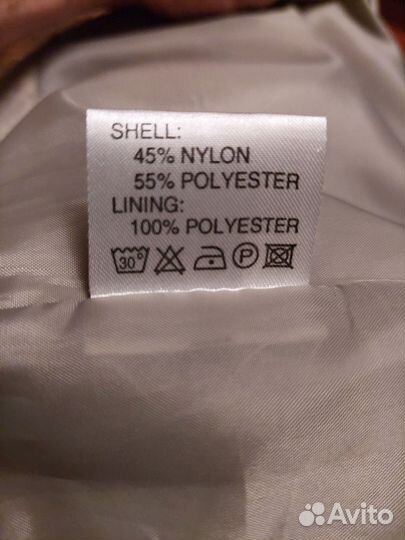 SHELL:
45% NYLON
55% POLYESTER
LINING:
100% POLYESTER
30° P
Avito